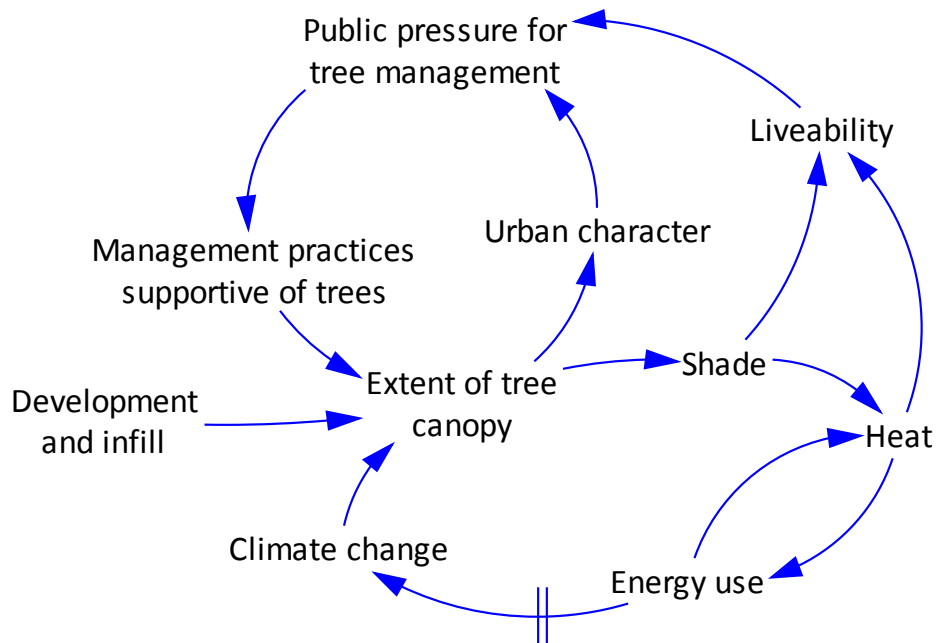 Public pressure for
tree management
Liveability
Urban character
Management practices
supportive of trees
Shade
Extent of tree
canopy
Development
and infill
Heat
Climate change
Energy use